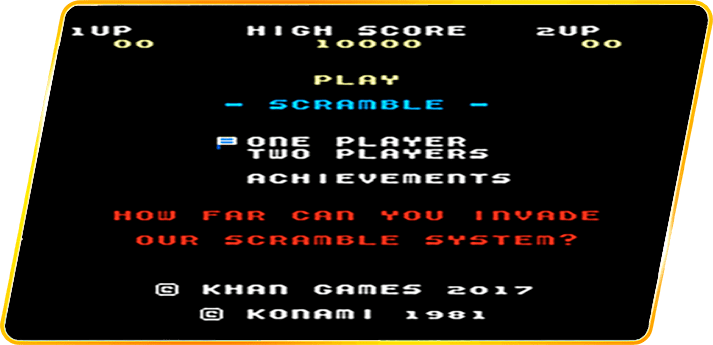 1UP HIGH SCORE 2UP
00 10000 00
PLAY
- SCRAMBLE -
ONE PLAYER
TWO PLAYERS
ACHIEVEMENTS
HOW FAR CAN YOU INVADE
OUR SCRAMBLE SYSTEM?
© KHAN GAMES 2017
© KONAMI 1981